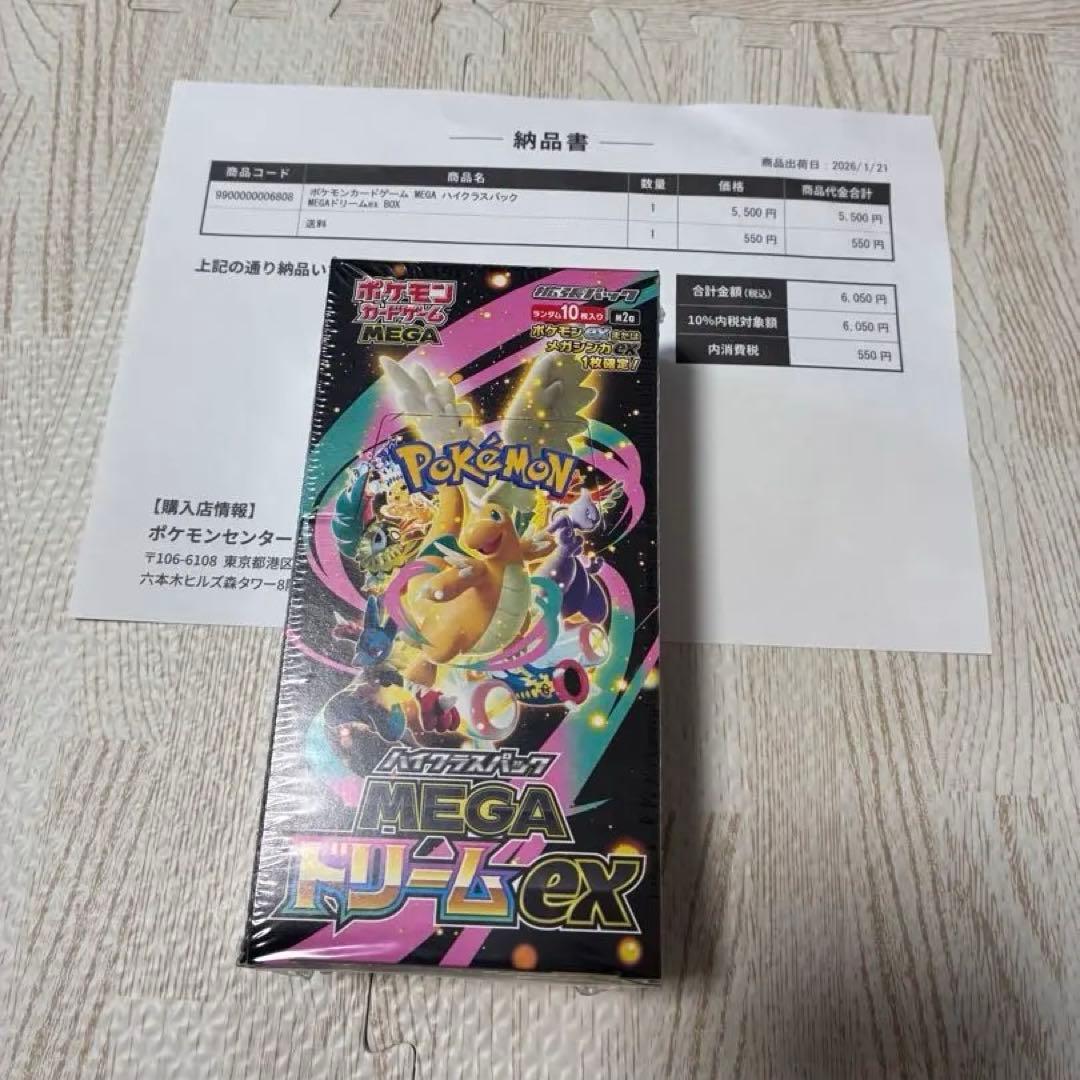 納品書
商品出荷日：2026/1/21
商品コード 商品名 数量 価格 商品代金合計
9900000006808 ポケモンカードゲーム MEGA ハイクラスパック
MEGAドリームex BOX 1 5,500 円 5,500 円
送料 1 550 円 550 円
上記の通り納品い
合計金額(税込) 6,050 円
10%内税対象額 6,050 円
内消費税 550 円
【購入店情報】
ポケモンセンター
〒106-6108 東京都港区
六本木ヒルズ森タワー8
ポケモン
カードゲーム
MEGA
拡張パック
ランダム10枚入り
ポケモンexまたは
メガシンカex
1枚確定!
POKéMON
ハイクラスパック
MEGA
ドリームex